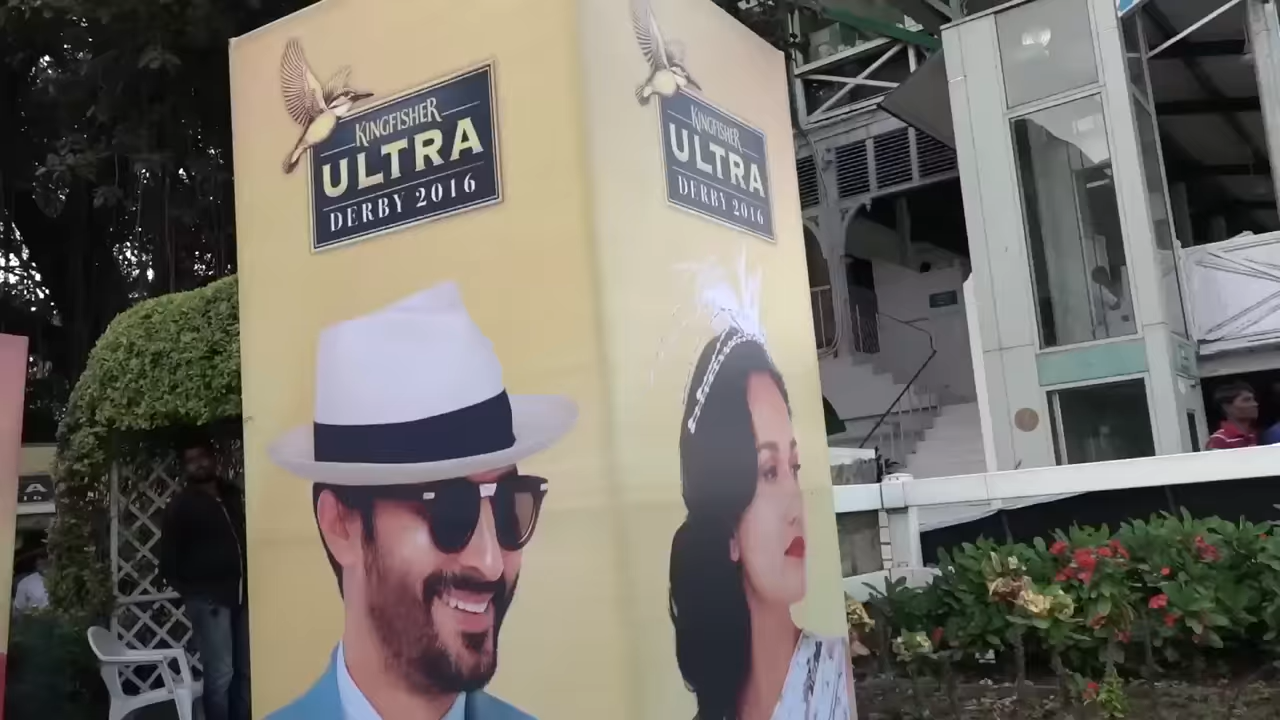 KINGFISHER
ULTRA
DERBY 2016
KINGFISHER
ULTRA
DERBY 2016
A